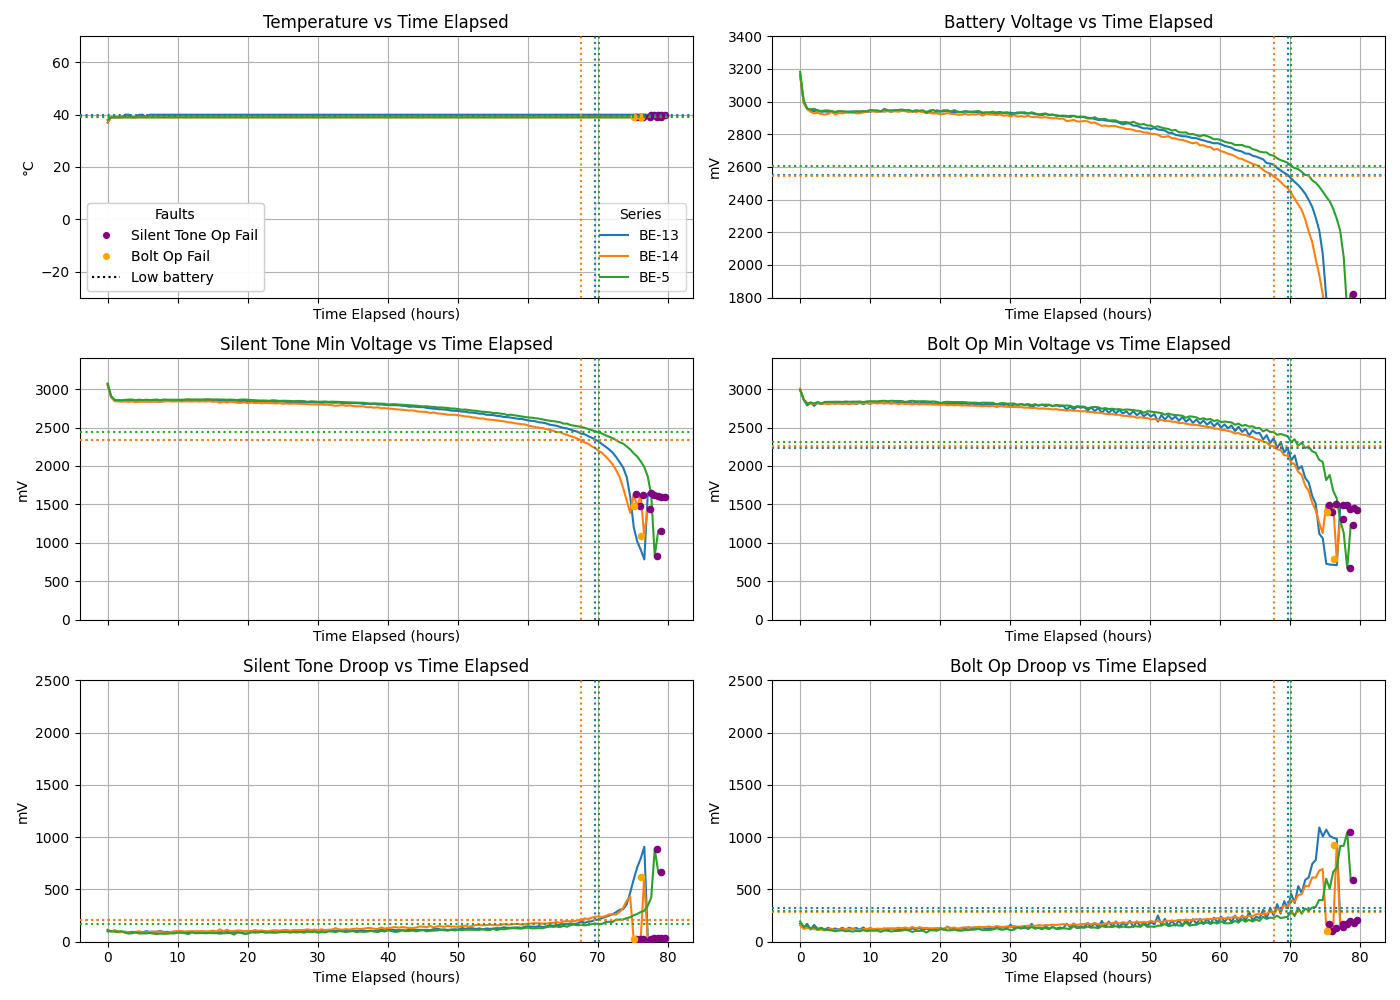 Temperature vs Time Elapsed
60
40
20
0
−20
°C
Time Elapsed (hours)
Faults
Silent Tone Op Fail
Bolt Op Fail
Low battery
Series
BE-13
BE-14
BE-5
Battery Voltage vs Time Elapsed
3400
3200
3000
2800
2600
2400
2200
2000
1800
mV
Time Elapsed (hours)
Silent Tone Min Voltage vs Time Elapsed
3000
2500
2000
1500
1000
500
0
mV
Time Elapsed (hours)
Bolt Op Min Voltage vs Time Elapsed
3000
2500
2000
1500
1000
500
0
mV
Time Elapsed (hours)
Silent Tone Droop vs Time Elapsed
2500
2000
1500
1000
500
0
mV
0 10 20 30 40 50 60 70 80
Time Elapsed (hours)
Bolt Op Droop vs Time Elapsed
2500
2000
1500
1000
500
0
mV
0 10 20 30 40 50 60 70 80
Time Elapsed (hours)